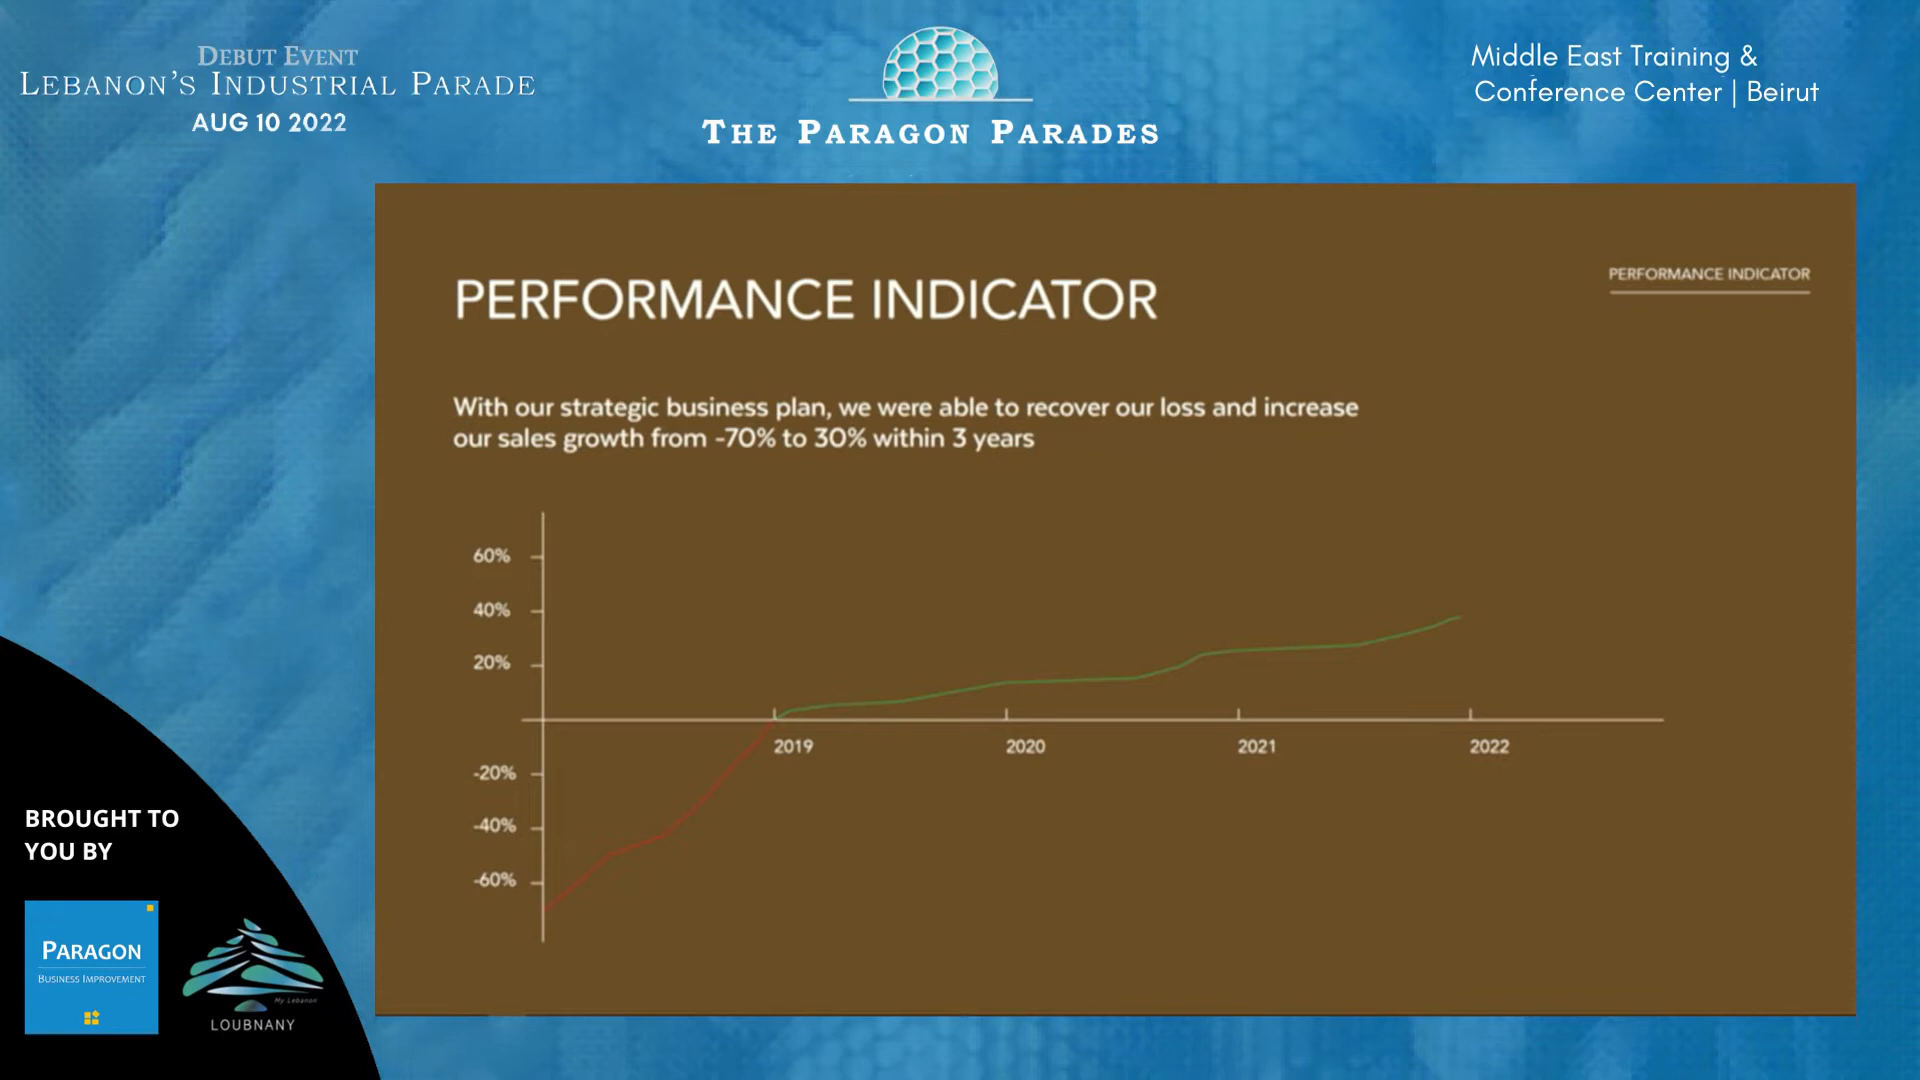 DEBUT EVENT
LEBANON'S INDUSTRIAL PARADE
AUG 10 2022
THE PARAGON PARADES
Middle East Training &
Conference Center | Beirut
PERFORMANCE INDICATOR
PERFORMANCE INDICATOR
With our strategic business plan, we were able to recover our loss and increase
our sales growth from -70% to 30% within 3 years
60%
40%
20%
2019 2020 2021 2022
-20%
-40%
-60%
BROUGHT TO
YOU BY
PARAGON
BUSINESS IMPROVEMENT
My Lebanon
LOUBNANY